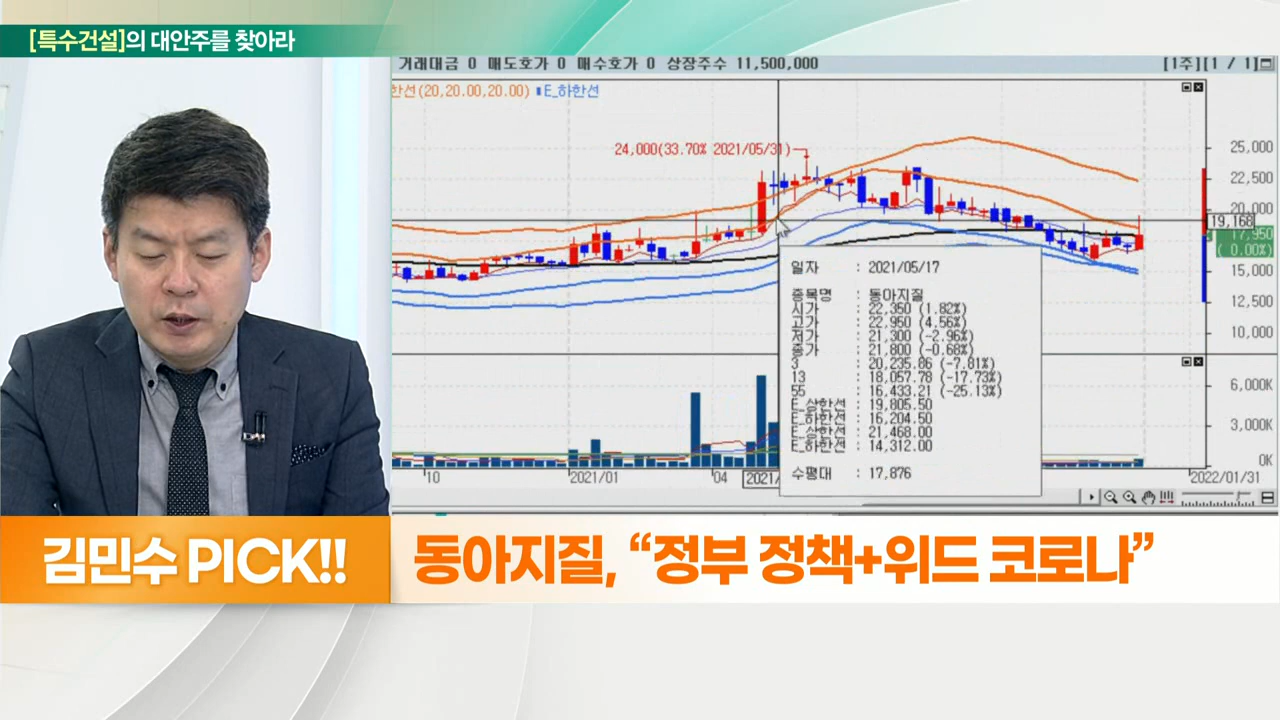 [특수건설]의 대안주를 찾아라
거래대금 0 매도호가 0 매수호가 0 상장주수 11,500,000
[1주][1 / 1]
한선(20,20.00,20.00) E_하한선
24,000(33.70% 2021/05/31)
25,000
22,500
20,000
19,168
17,950
( 0.00%)
15,000
12,500
10,000
일자 : 2021/05/17
종목명 : 동아지질
시가 : 22,350 (1.82%)
고가 : 22,950 (4.56%)
저가 : 21,300 (-2.96%)
종가 : 21,800 (-0.68%)
3 : 20,235.86 (-7.81%)
13 : 18,057.78 (-17.73%)
55 : 16,433.21 (-25.13%)
E_상한선 : 19,805.50
E_하한선 : 16,204.50
E_상한선 : 21,468.00
E_하한선 : 14,312.00
수평대 : 17,876
6,000K
3,000K
0K
10
2021/01
04
2021/
2022/01/31
김민수 PICK!!
동아지질, “정부 정책+위드 코로나”